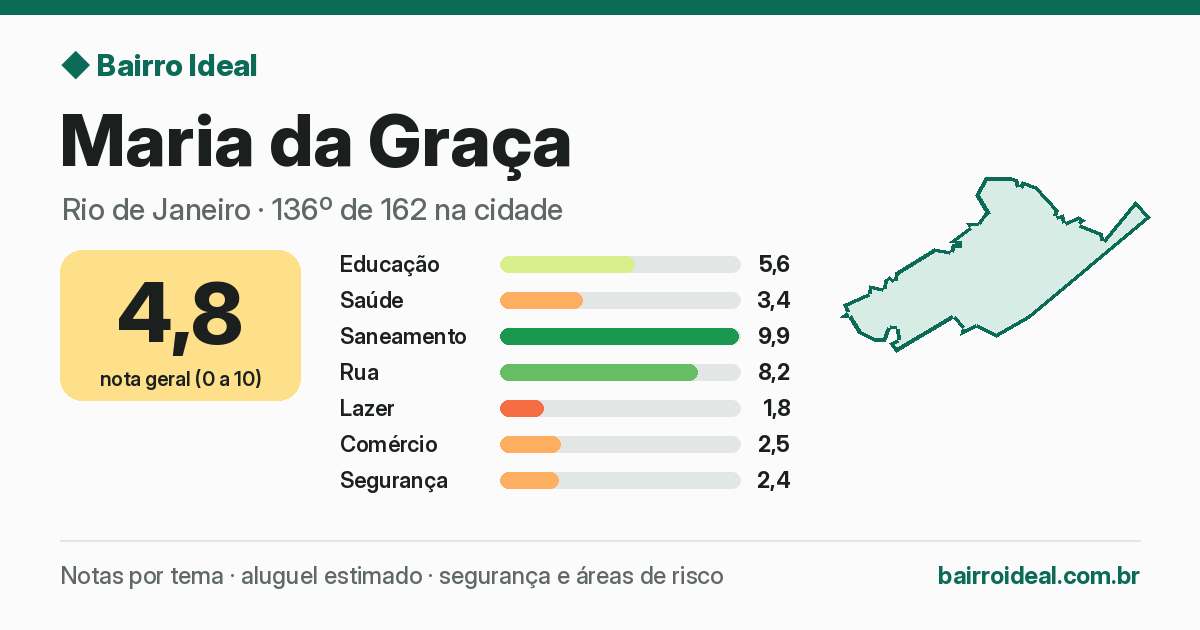 Bairro Ideal
Maria da Graça
Rio de Janeiro · 136º de 162 na cidade
4,8
nota geral (0 a 10)
Educação 5,6
Saúde 3,4
Saneamento 9,9
Rua 8,2
Lazer 1,8
Comércio 2,5
Segurança 2,4
Notas por tema · aluguel estimado · segurança e áreas de risco
bairroideal.com.br